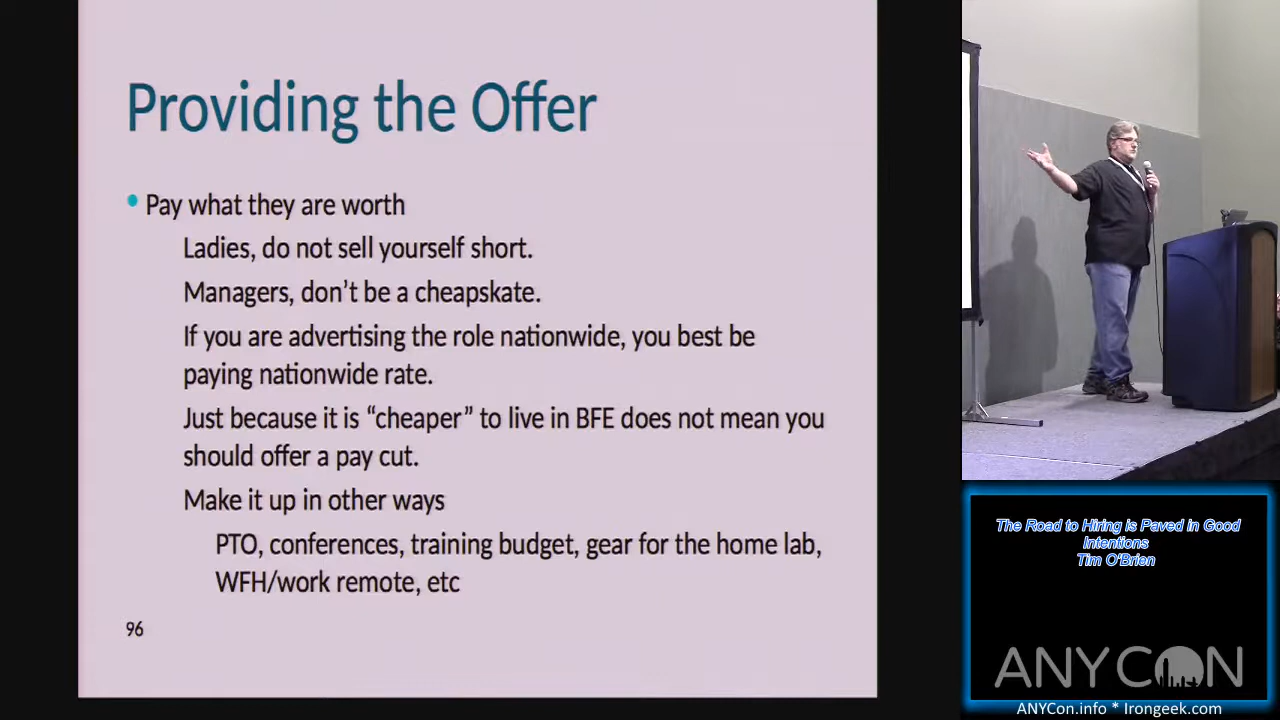 Providing the Offer
• Pay what they are worth
Ladies, do not sell yourself short.
Managers, don’t be a cheapskate.
If you are advertising the role nationwide, you best be
paying nationwide rate.
Just because it is “cheaper” to live in BFE does not mean you
should offer a pay cut.
Make it up in other ways
PTO, conferences, training budget, gear for the home lab,
WFH/work remote, etc
96
The Road to Hiring is Paved in Good
Intentions
Tim O'Brien
ANYCON
ANYCon.info * Irongeek.com